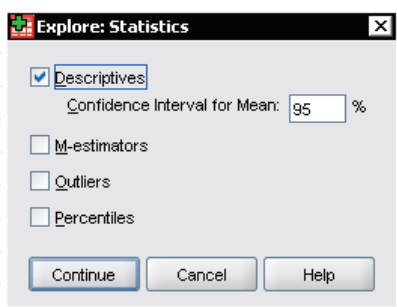 Explore: Statistics
Descriptives
Confidence Interval for Mean: 95 %
M-estimators
Outliers
Percentiles
Continue Cancel Help